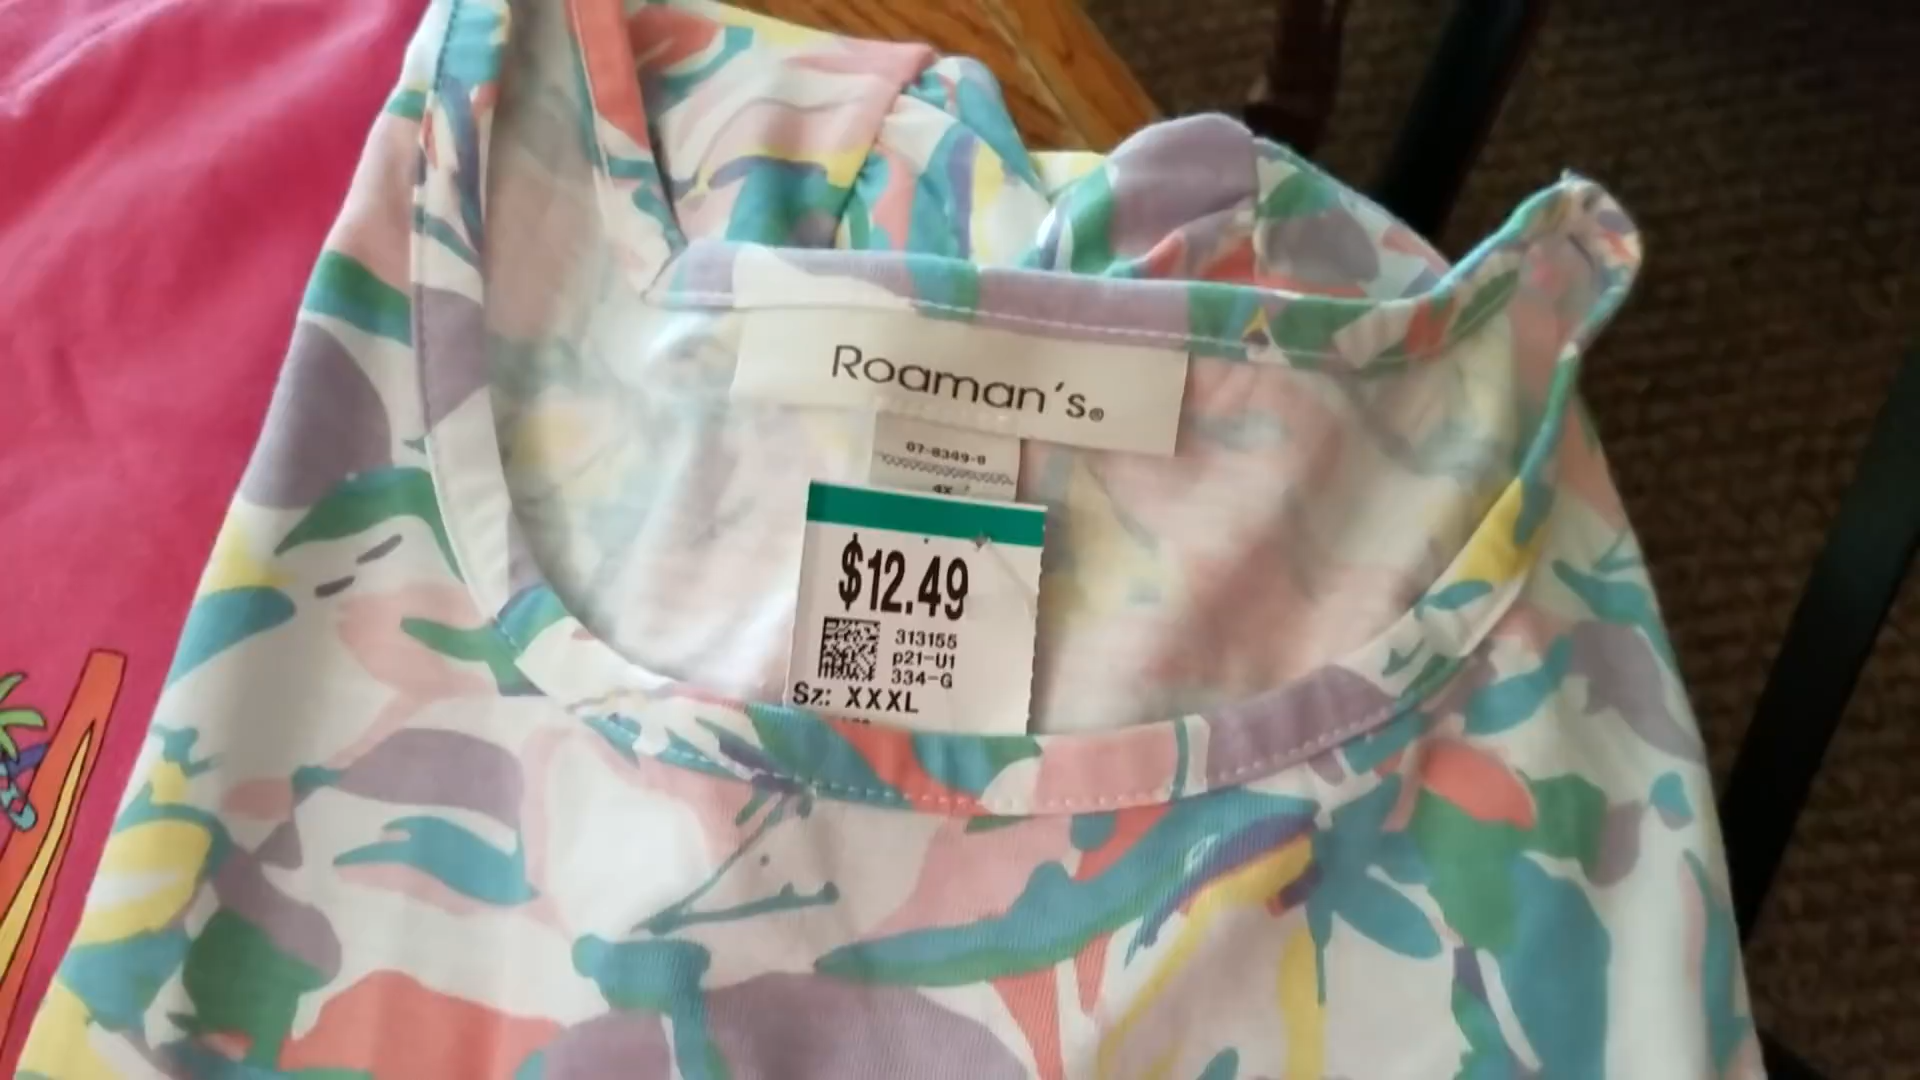 Roaman's®
07-8349-8
4X
$12.49
313155
p21-U1
334-G
Sz: XXXL